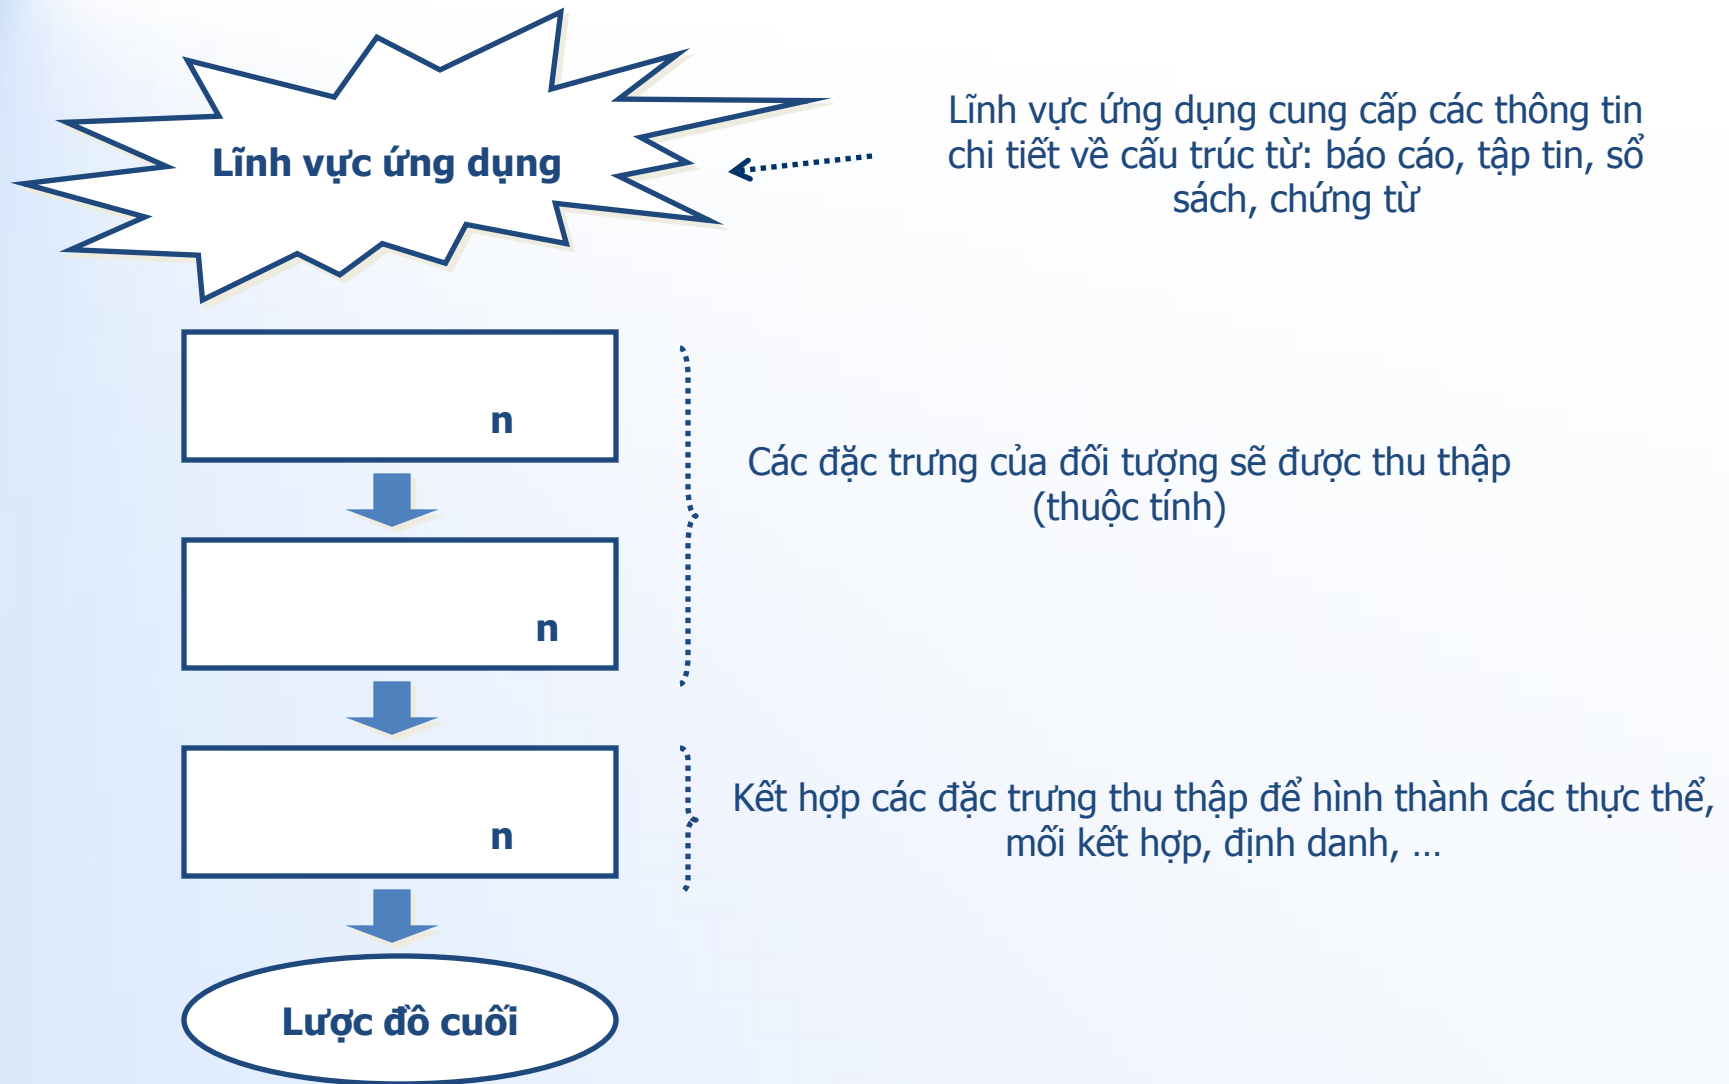 Lĩnh vực ứng dụng
Lĩnh vực ứng dụng cung cấp các thông tin
chi tiết về cấu trúc từ: báo cáo, tập tin, sổ
sách, chứng từ
n
Các đặc trưng của đối tượng sẽ được thu thập
(thuộc tính)
n
n
Kết hợp các đặc trưng thu thập để hình thành các thực thể,
mối kết hợp, định danh, ...
Lược đồ cuối